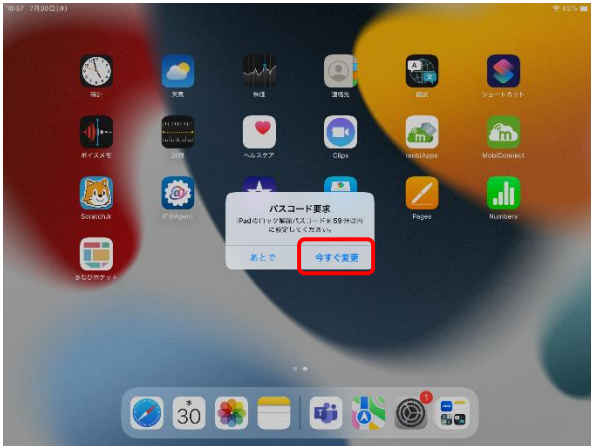 16:57 7月30日(水)
63%
時計
天気
株価
連絡先
翻訳
ショートカット
ボイスメモ
計測
ヘルスケア
Clips
mobiApps
MobiConnect
ScratchJr
Pages
Numbers
まなびポケット
パスコード要求
iPadのロック解除パスコードを59分以内
に設定してください。
あとで
今すぐ変更
水
30
1